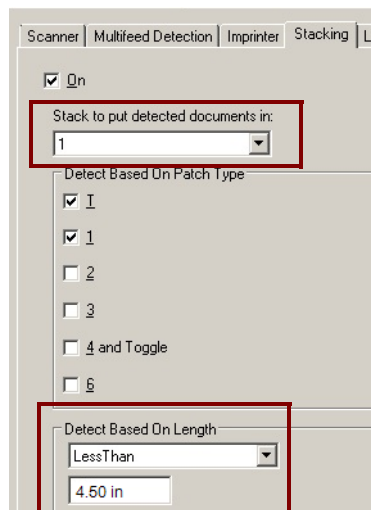 Scanner Multifeed Detection Imprinter Stacking L
On
Stack to put detected documents in:
1
Detect Based On Patch Type
T
1
2
3
4 and Toggle
6
Detect Based On Length
LessThan
4.50 in